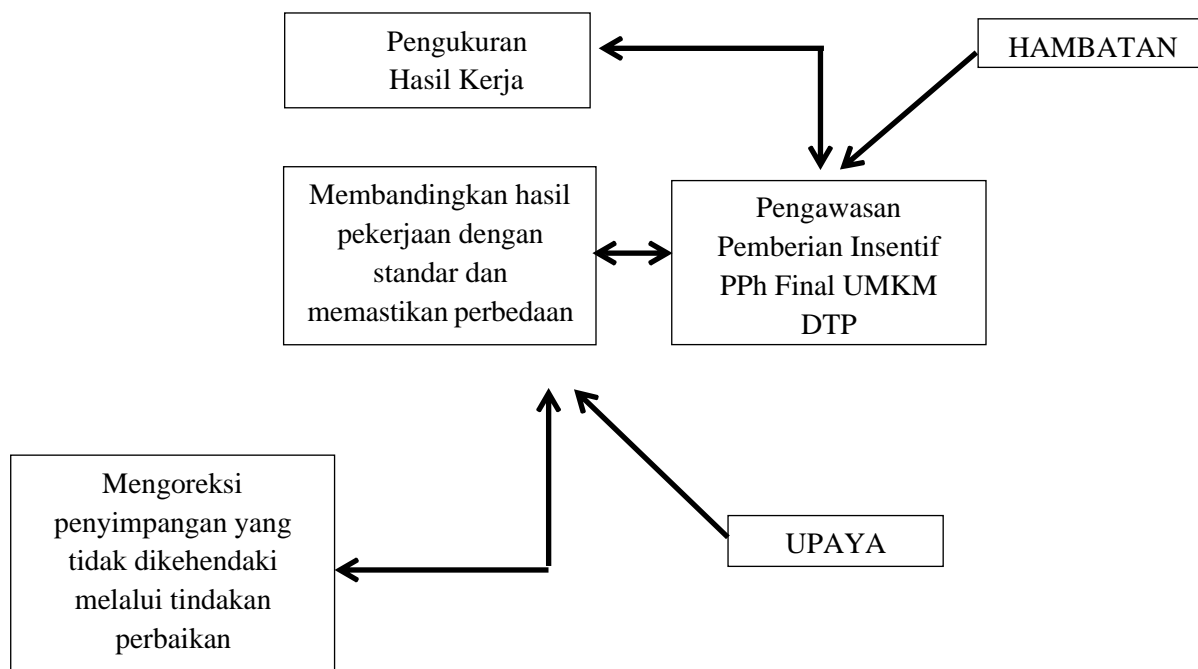 Pengukuran
Hasil Kerja
HAMBATAN
Membandingkan hasil
pekerjaan dengan
standar dan
memastikan perbedaan
Pengawasan
Pemberian Insentif
PPh Final UMKM
DTP
Mengoreksi
penyimpangan yang
tidak dikehendaki
melalui tindakan
perbaikan
UPAYA